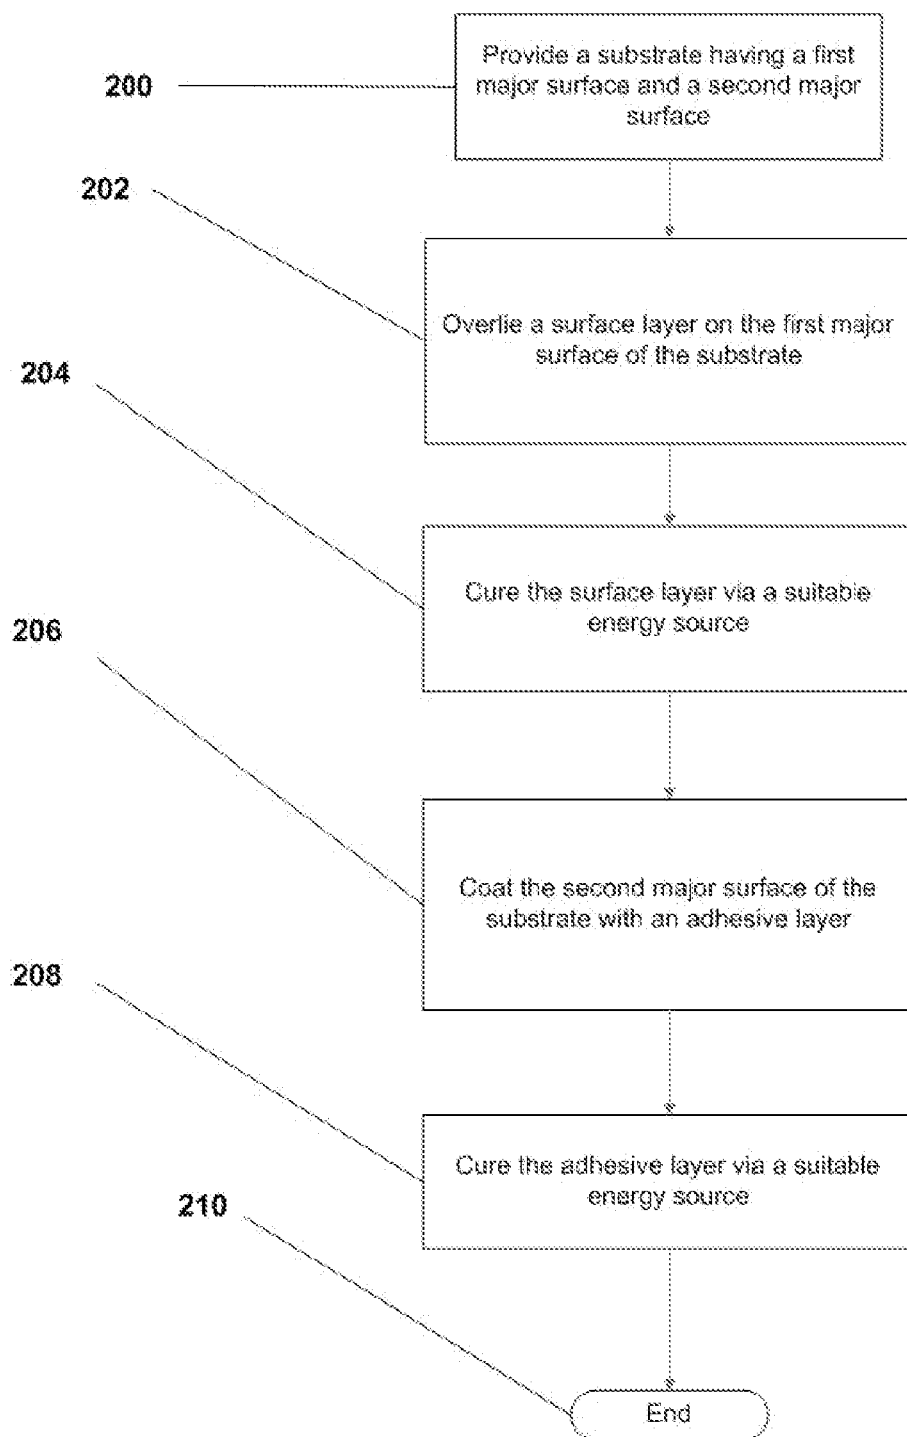 200
Provide a substrate having a first
major surface and a second major
surface
202
Overlie a surface layer on the first major
surface of the substrate
204
Cure the surface layer via a suitable
energy source
206
Coat the second major surface of the
substrate with an adhesive layer
208
Cure the adhesive layer via a suitable
energy source
210
End